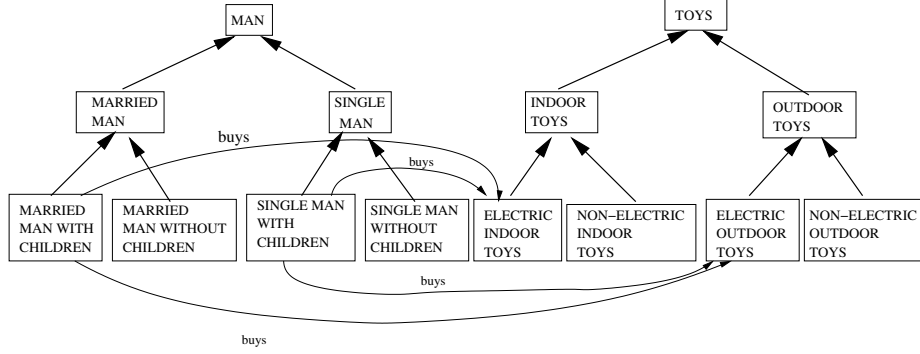 MAN
TOYS
MARRIED
MAN
SINGLE
MAN
INDOOR
TOYS
OUTDOOR
TOYS
buys
buys
MARRIED
MAN WITH
CHILDREN
MARRIED
MAN WITHOUT
CHILDREN
SINGLE MAN
WITH
CHILDREN
SINGLE MAN
WITHOUT
CHILDREN
ELECTRIC
INDOOR
TOYS
NON-ELECTRIC
INDOOR
TOYS
ELECTRIC
OUTDOOR
TOYS
NON-ELECTRIC
OUTDOOR
TOYS
buys
buys